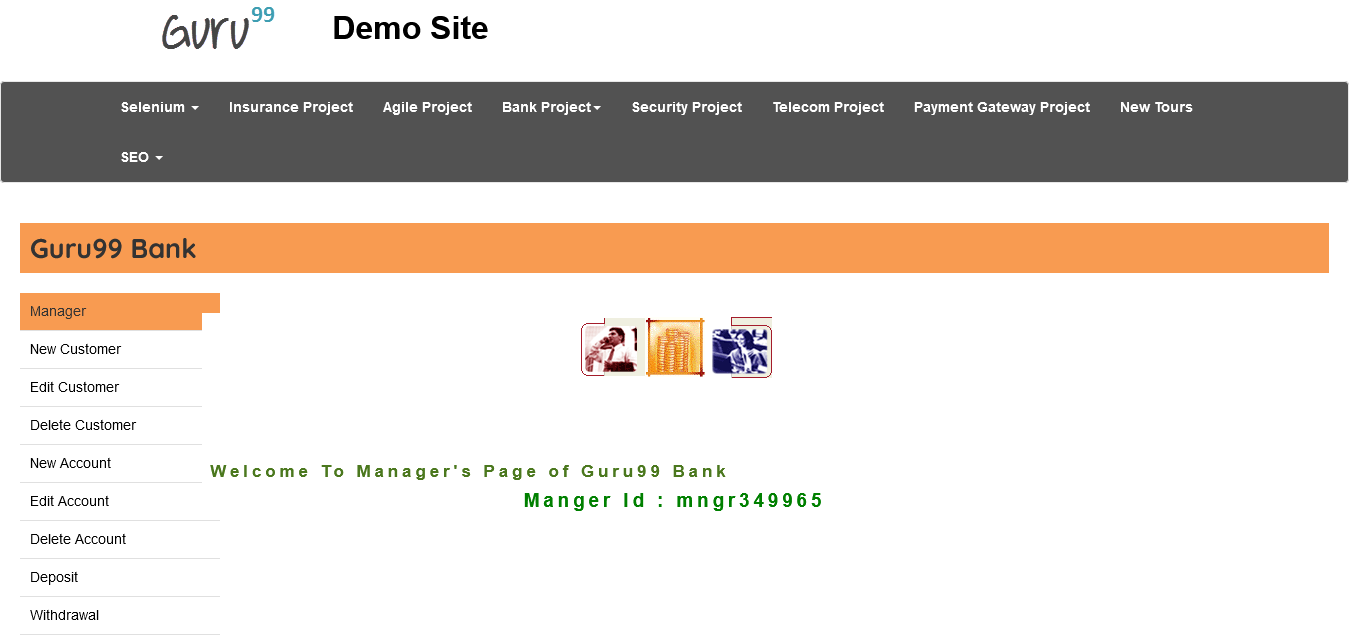 Guru99 Demo Site
Selenium Insurance Project Agile Project Bank Project Security Project Telecom Project Payment Gateway Project New Tours
SEO
Guru99 Bank
Manager
New Customer
Edit Customer
Delete Customer
New Account
Welcome To Manager's Page of Guru99 Bank
Edit Account
Manger Id : mngr349965
Delete Account
Deposit
Withdrawal